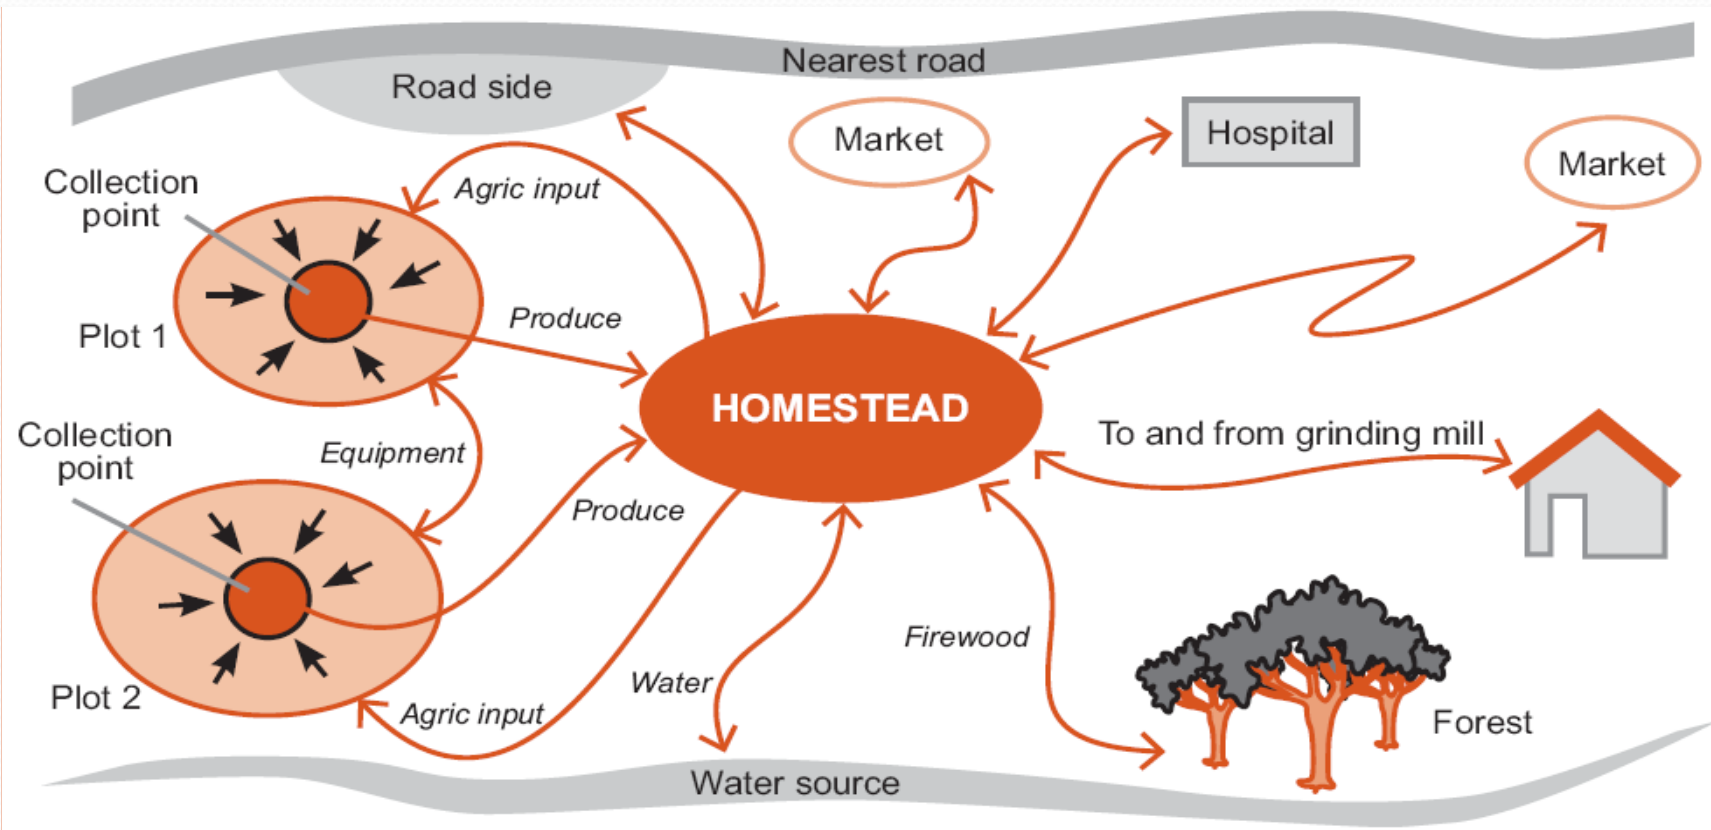 Nearest road
Road side
Market
Hospital
Market
Collection
point
Agric input
Plot 1
Produce
HOMESTEAD
Collection
point
Equipment
To and from grinding mill
Produce
Plot 2
Agric input
Water
Firewood
Forest
Water source